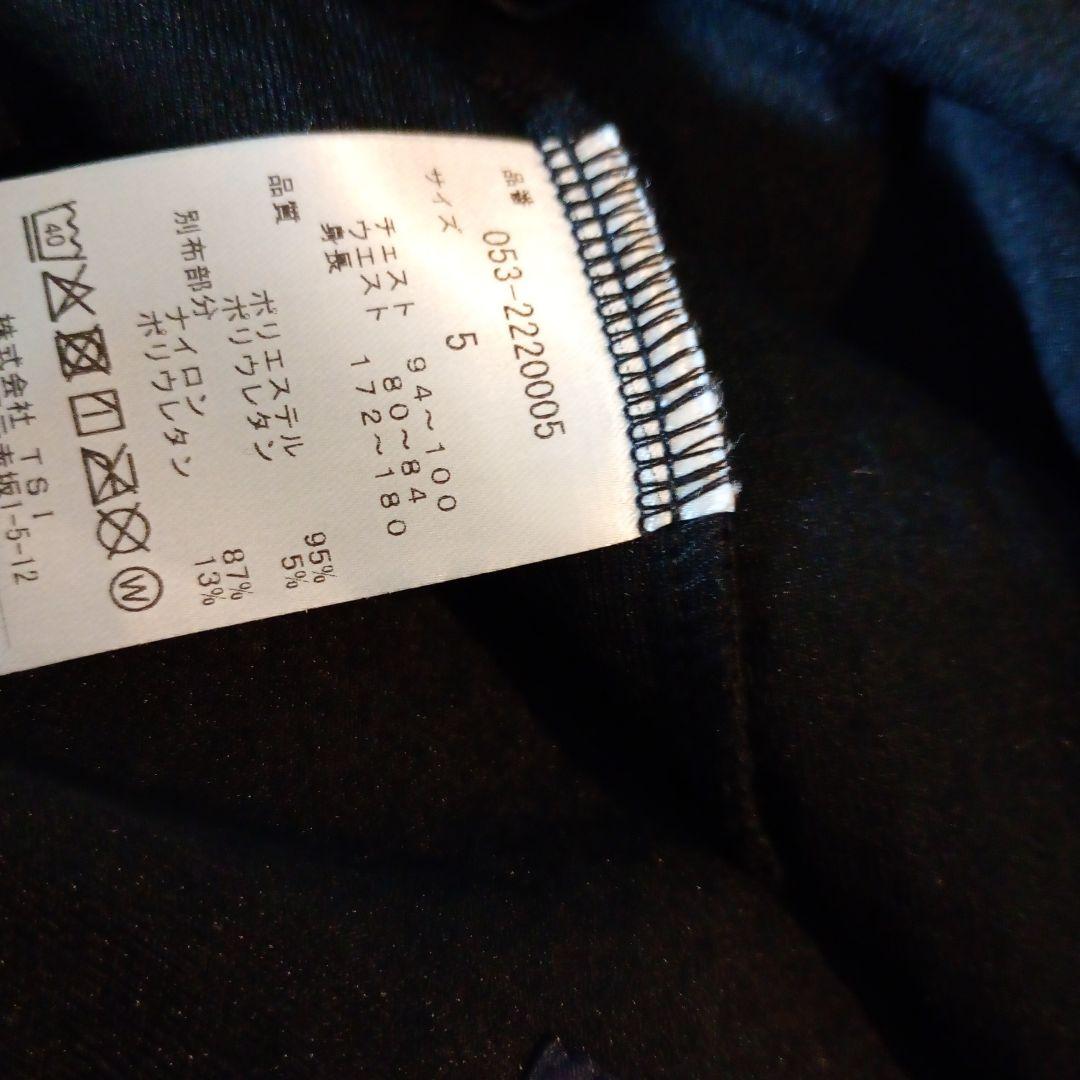 品番 053-2220005
サイズ 5
チェスト 94～100
ウエスト 80～84
身長 172～180
品質
ポリエステル 95%
ポリウレタン 5%
別布部分
ナイロン 87%
ポリウレタン 13%
40
W
株式会社 TSI
赤坂1-5-12